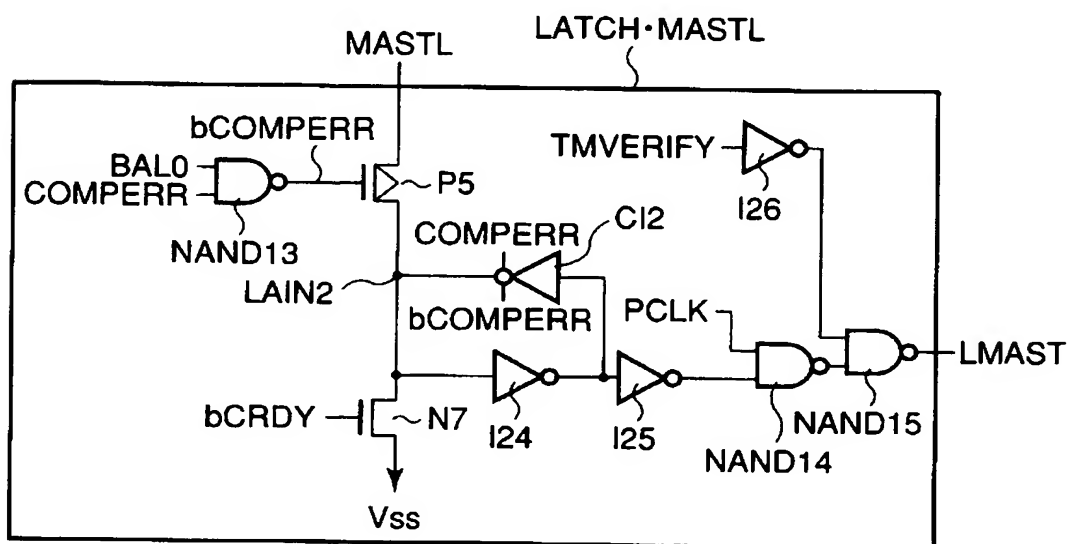 MASTL
LATCH·MASTL
bCOMPERR
BAL0
COMPERR
NAND13
P5
TMVERIFY
I26
COMPERR
CI2
LAIN2
bCOMPERR
PCLK
LMAST
bCRDY
N7
I24
I25
NAND14
NAND15
Vss